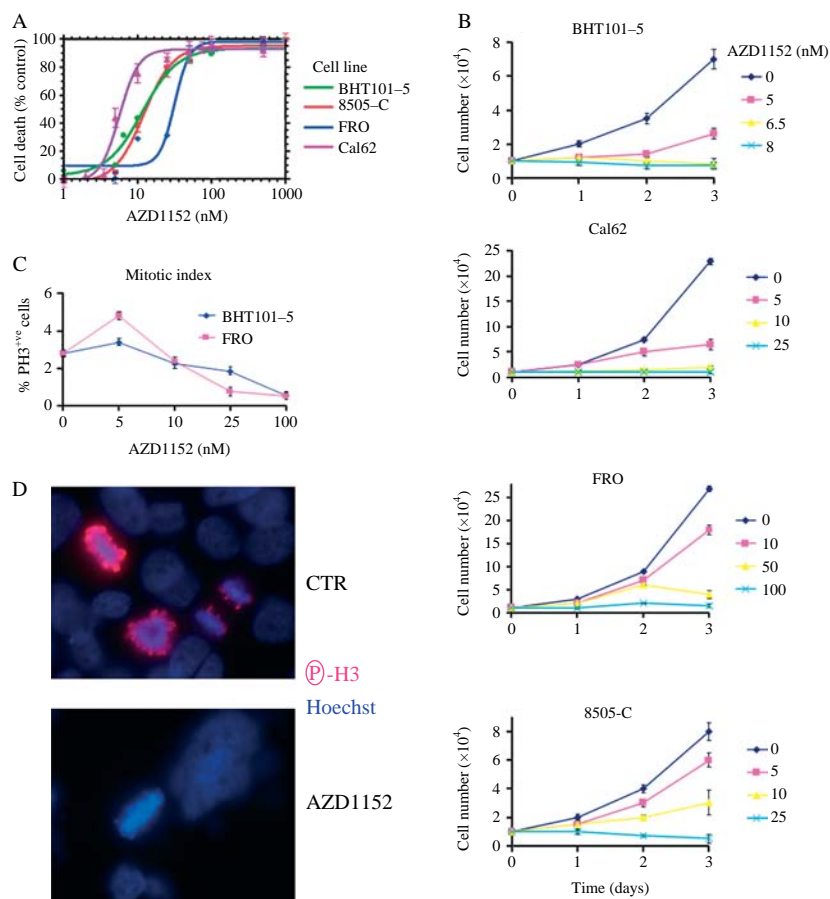 A
Cell death (% control)
100
80
60
40
20
0
1
10
100
1000
AZD1152 (nM)
Cell line
BHT101–5
8505–C
FRO
Cal62
B
BHT101–5
AZD1152 (nM)
Cell number (×10⁴)
8
6
4
2
0
0
1
2
3
0
5
6.5
8
Cal62
Cell number (×10⁴)
25
20
15
10
5
0
0
1
2
3
0
5
10
25
C
Mitotic index
% PH3⁺ᵛᵉ cells
6
4
2
0
0
5
10
25
100
AZD1152 (nM)
BHT101–5
FRO
D
CTR
Ⓟ-H3
Hoechst
AZD1152
FRO
Cell number (×10⁴)
25
20
15
10
5
0
0
1
2
3
0
10
50
100
8505-C
Cell number (×10⁴)
8
6
4
2
0
0
1
2
3
Time (days)
0
5
10
25